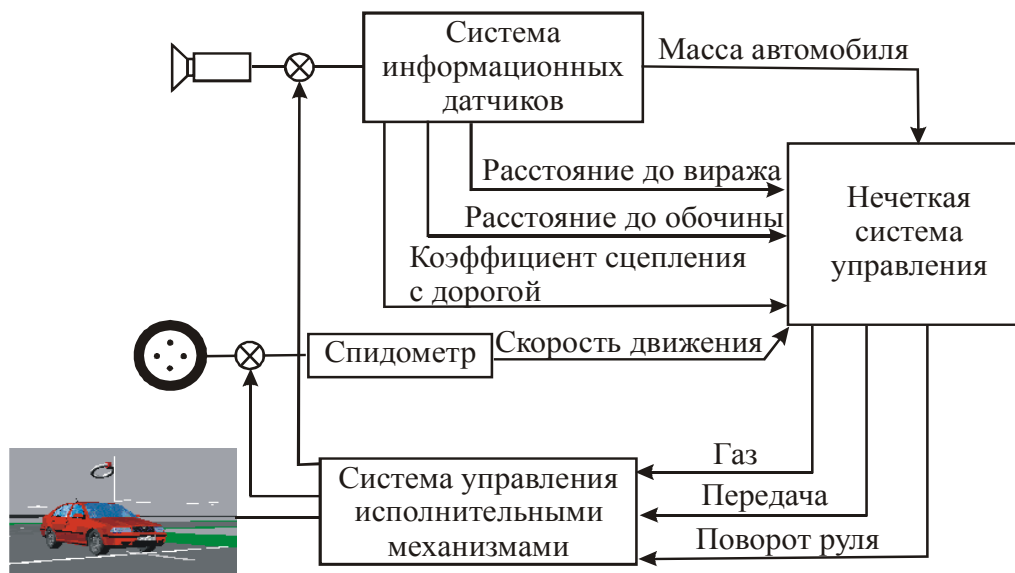 Система
информационных
датчиков
Масса автомобиля
Расстояние до виража
Расстояние до обочины
Коэффициент сцепления
с дорогой
Нечеткая
система
управления
Спидометр
Скорость движения
Система управления
исполнительными
механизмами
Газ
Передача
Поворот руля